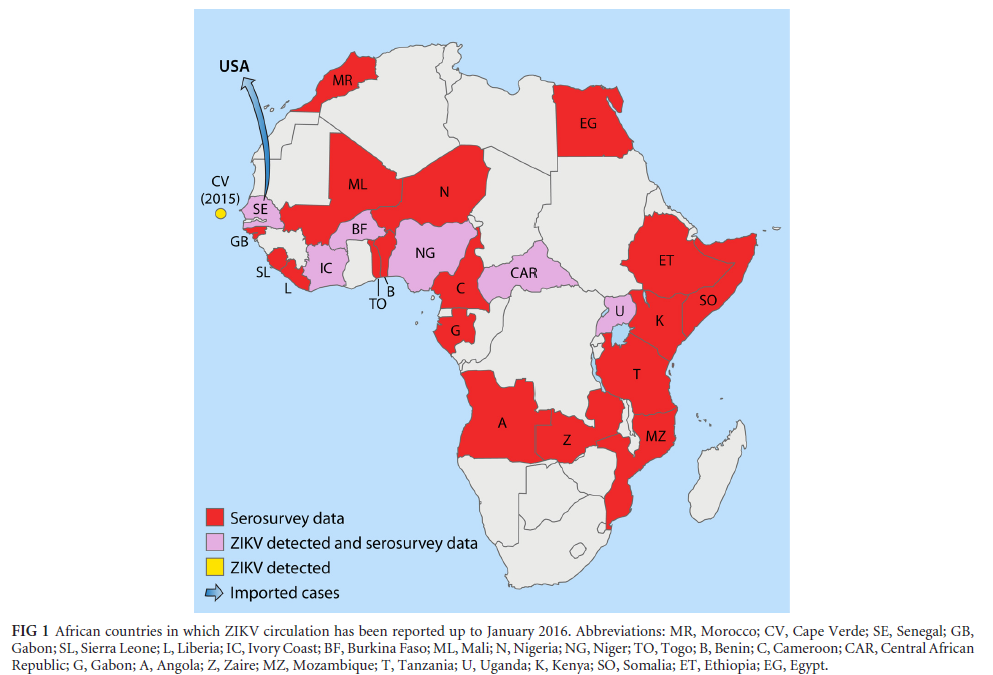 USA
MR
EG
CV
(2015)
ML
N
SE
BF
GB
NG
IC
SL
L
TO
B
CAR
C
G
ET
SO
U
K
T
A
Z
MZ
Serosurvey data
ZIKV detected and serosurvey data
ZIKV detected
Imported cases
FIG 1 African countries in which ZIKV circulation has been reported up to January 2016. Abbreviations: MR, Morocco; CV, Cape Verde; SE, Senegal; GB,
Gabon; SL, Sierra Leone; L, Liberia; IC, Ivory Coast; BF, Burkina Faso; ML, Mali; N, Nigeria; NG, Niger; TO, Togo; B, Benin; C, Cameroon; CAR, Central African
Republic; G, Gabon; A, Angola; Z, Zaire; MZ, Mozambique; T, Tanzania; U, Uganda; K, Kenya; SO, Somalia; ET, Ethiopia; EG, Egypt.